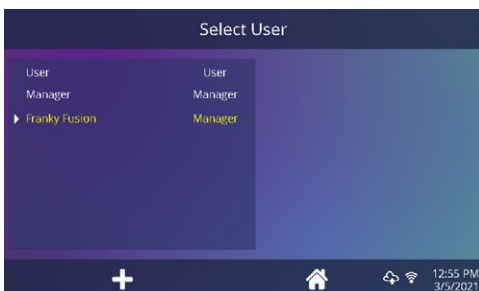 Select User
User User
Manager Manager
Franky Fusion Manager
12:55 PM
3/5/2021